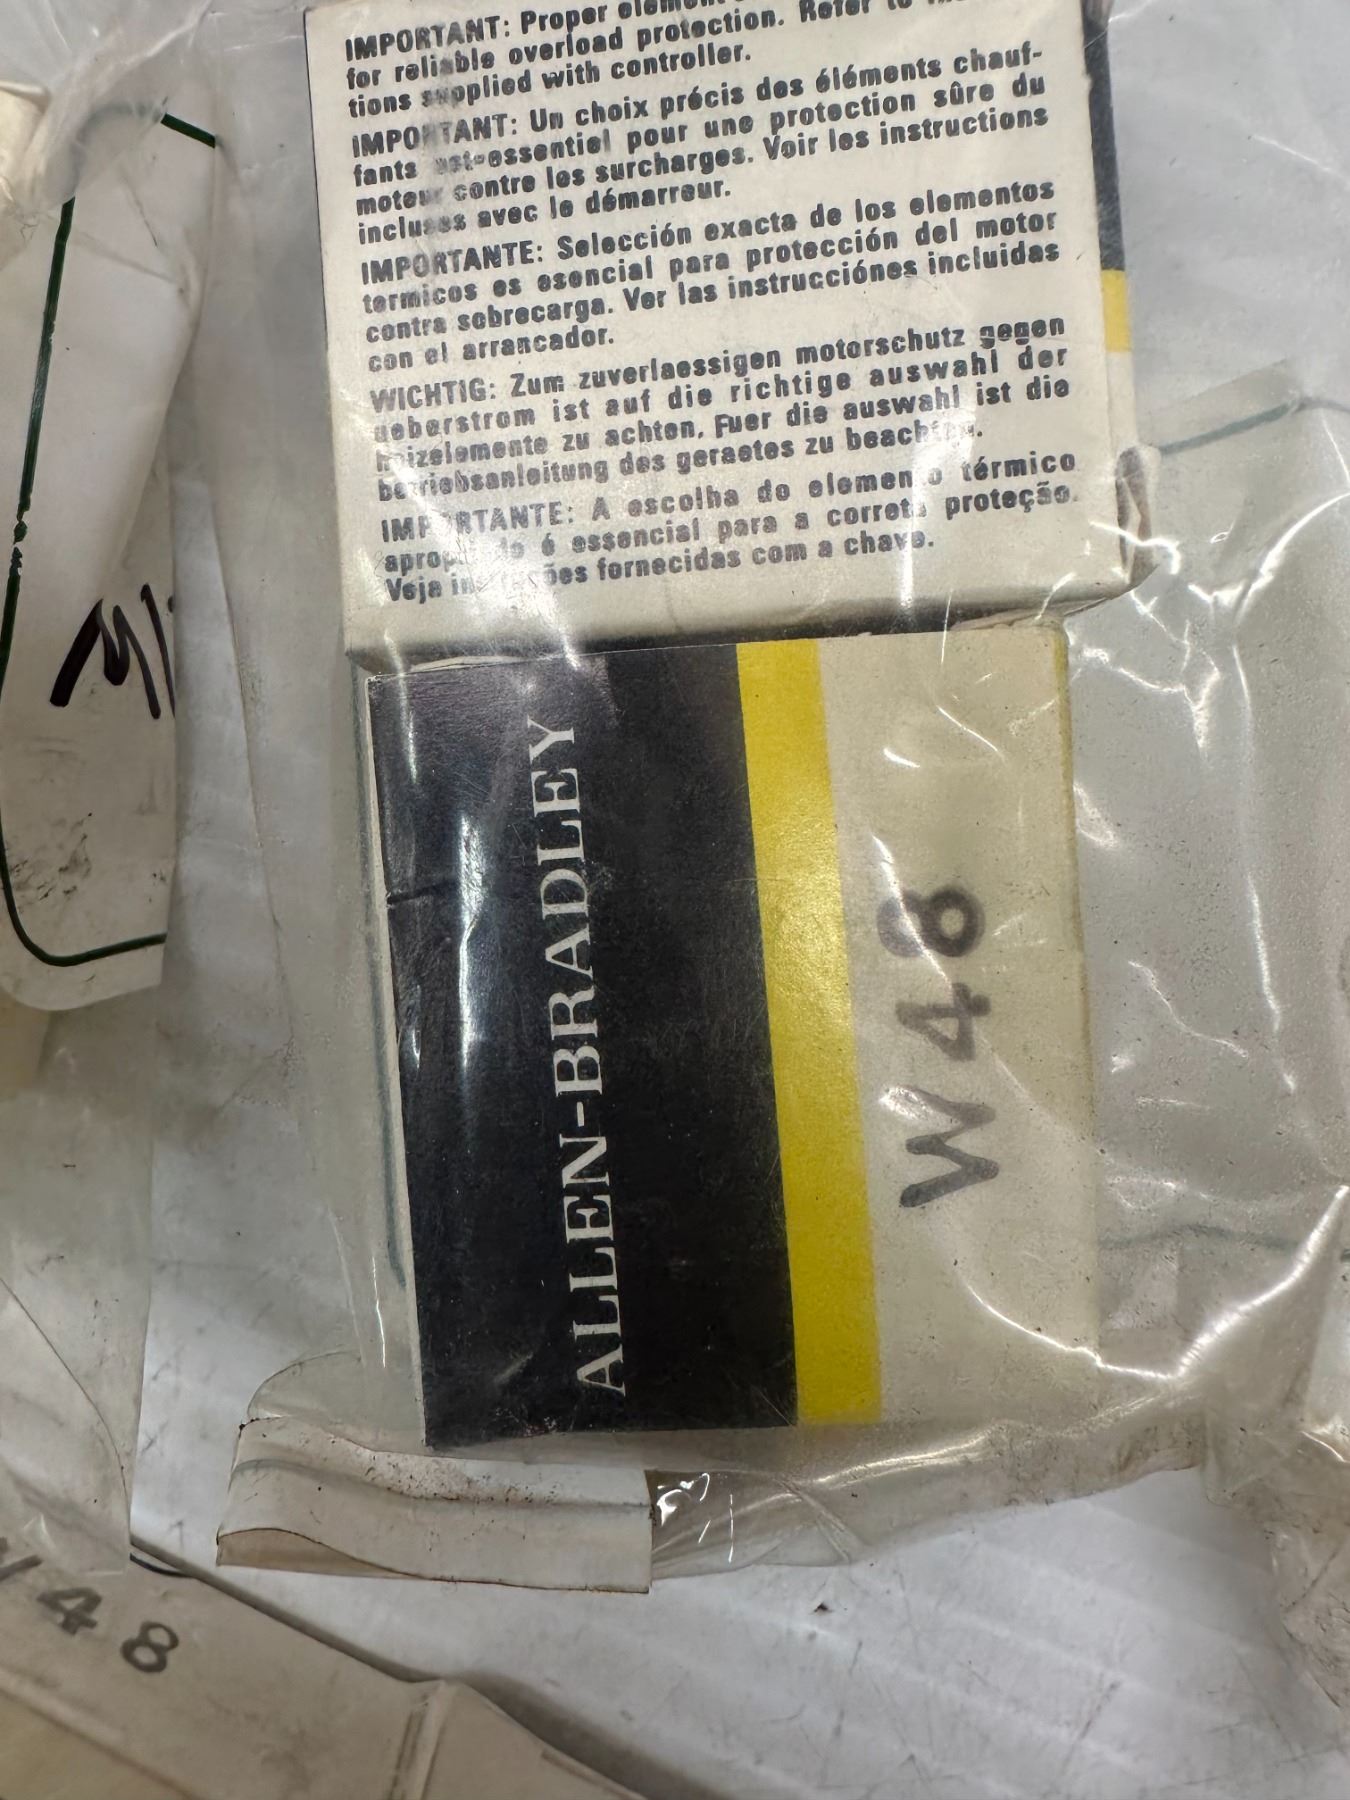 IMPORTANT: Proper
for reliable overload protection. Refer to
tions supplied with controller.
IMPORTANT: Un choix précis des éléments chauf-
fants est essentiel pour une protection sûre du
moteur contre les surcharges. Voir les instructions
incluses avec le démarreur.
IMPORTANTE: Selección exacta de los elementos
termicos es esencial para protección del motor
contra sobrecarga. Ver las instrucciónes incluidas
con el arrancador.
WICHTIG: Zum zuverlaessigen motorschutz gegen
ueberstrom ist auf die richtige auswahl der
heizelemente zu achten. Fuer die auswahl ist die
betriebsanleitung des geraetes zu beachten.
IMPORTANTE: A escolha do elemento térmico
é essencial para a correta proteção.
Veja fornecidas com a chave.
ALLEN-BRADLEY
W48
48